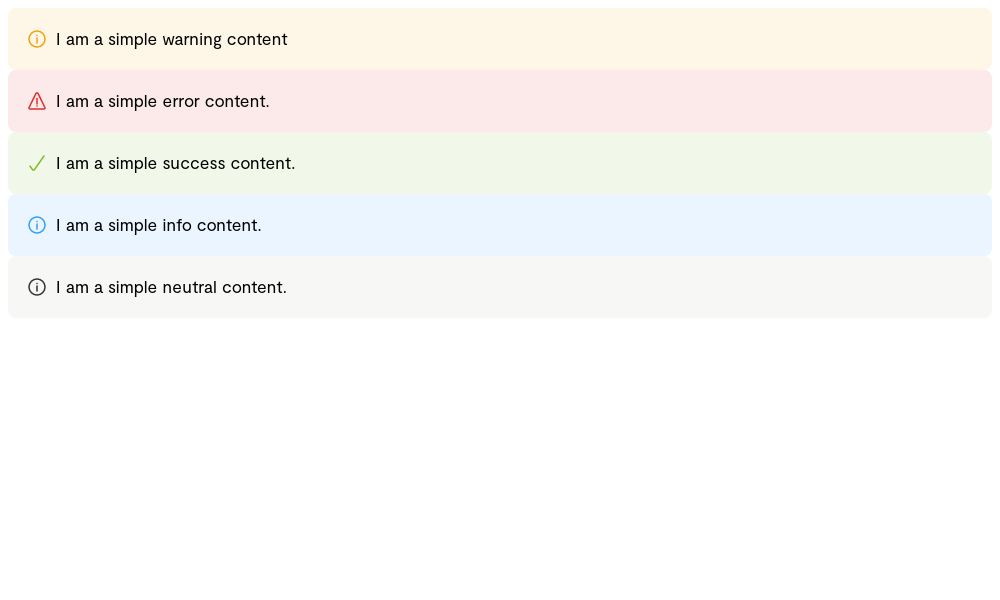 I am a simple warning content
I am a simple error content.
I am a simple success content.
I am a simple info content.
I am a simple neutral content.